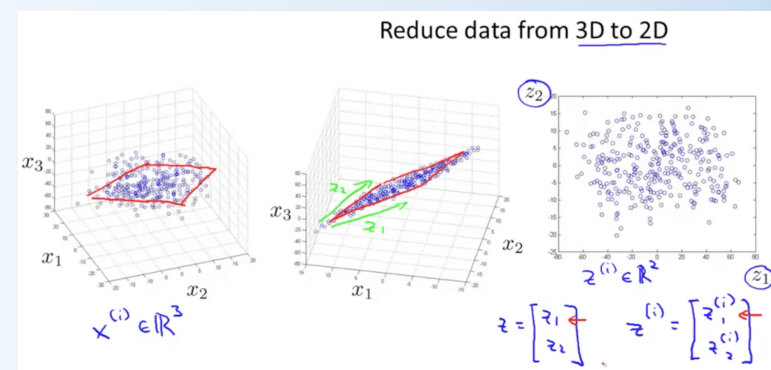 Reduce data from 3D to 2D
x₃
x₁
x₂
x⁽ⁱ⁾ ∈ ℝ³
x₃
z₂
z₁
x₁
x₂
z₂
z₁
z⁽ⁱ⁾ ∈ ℝ²
z = [z₁ z₂]
z⁽ⁱ⁾ = [z₁⁽ⁱ⁾ z₂⁽ⁱ⁾]